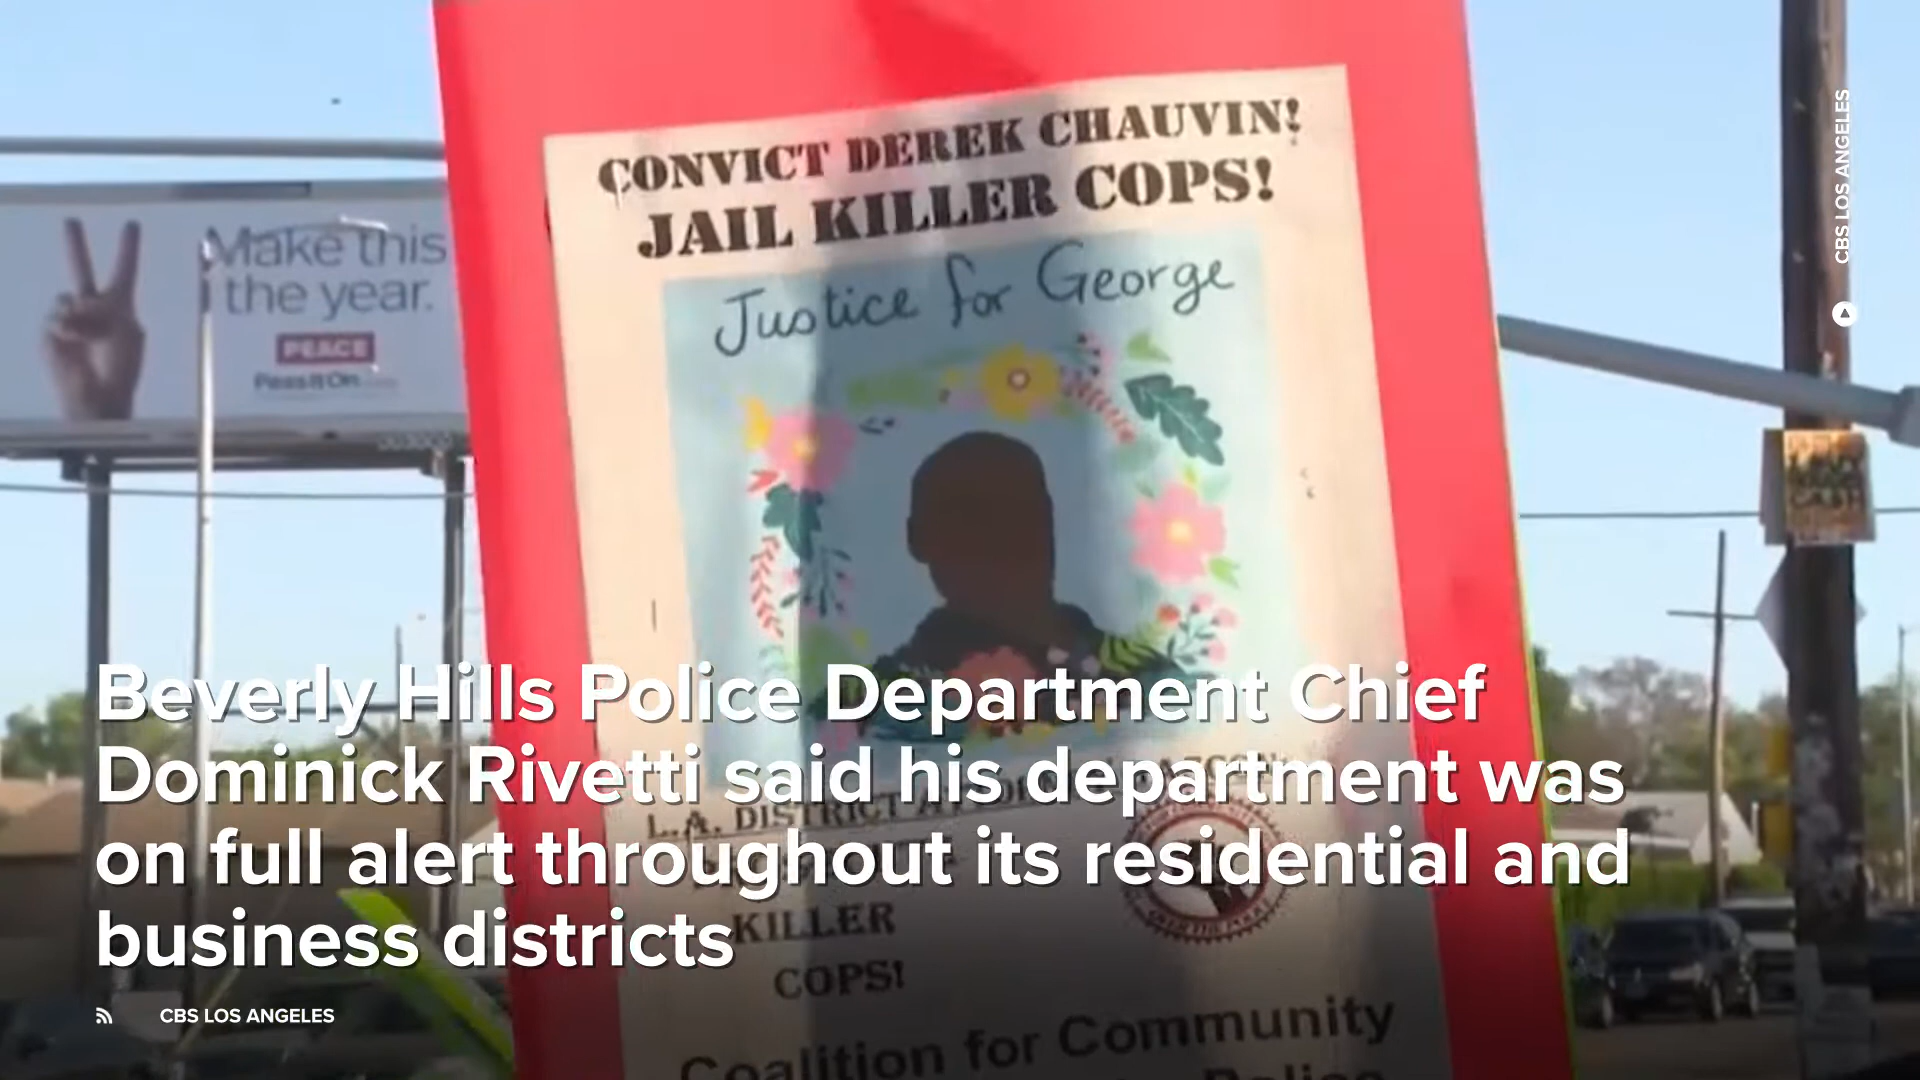 CONVICT DEREK CHAUVIN!
JAIL KILLER COPS!
Justice for George
Make this
the year.
PEACE
PassItOn
CBS LOS ANGELES
Beverly Hills Police Department Chief
Dominick Rivetti said his department was
on full alert throughout its residential and
business districts
L.A. DISTRICT
KILLER
COPS!
CBS LOS ANGELES
Coalition for Community
Police